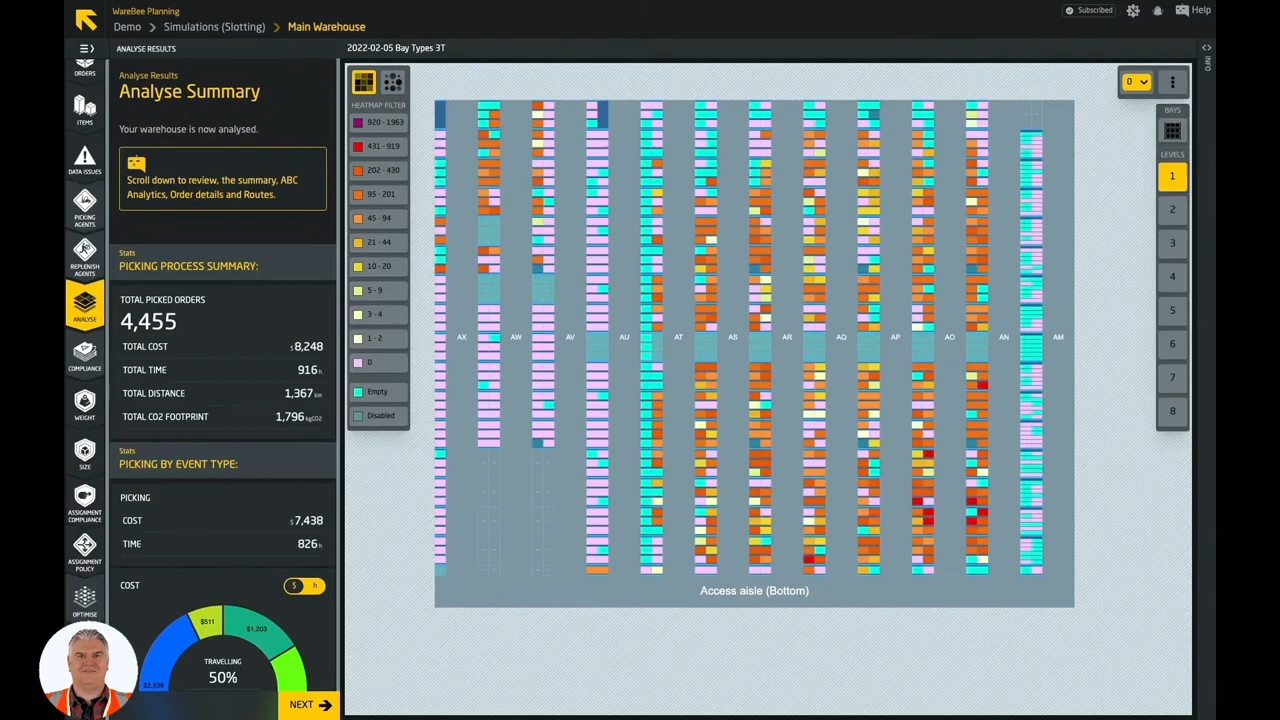 WareBee Planning
Demo > Simulations (Slotting) > Main Warehouse
Subscribed
Help
ANALYSE RESULTS
2022-02-05 Bay Types 3T
INFO
ORDERS
ITEMS
DATA ISSUES
PICKING AGENTS
REPLENISH AGENTS
ANALYSE
COMPLIANCE
WEIGHT
SIZE
ASSIGNMENT COMPLIANCE
ASSIGNMENT POLICY
OPTIMISE
Analyse Results
Analyse Summary
Your warehouse is now analysed.
Scroll down to review, the summary, ABC
Analytics, Order details and Routes.
Stats
PICKING PROCESS SUMMARY:
TOTAL PICKED ORDERS
4,455
TOTAL COST $8,248
TOTAL TIME 916h
TOTAL DISTANCE 1,367km
TOTAL CO2 FOOTPRINT 1,796kgCO2
Stats
PICKING BY EVENT TYPE:
PICKING
COST $7,438
TIME 826h
COST $ h
$511
$1,203
TRAVELLING
50%
$2,559
NEXT
HEATMAP FILTER
920 - 1963
431 - 919
202 - 430
95 - 201
45 - 94
21 - 44
10 - 20
5 - 9
3 - 4
1 - 2
0
Empty
Disabled
AX AW AV AU AT AS AR AQ AP AO AN AM
Access aisle (Bottom)
0
BAYS
LEVELS
1
2
3
4
5
6
7
8